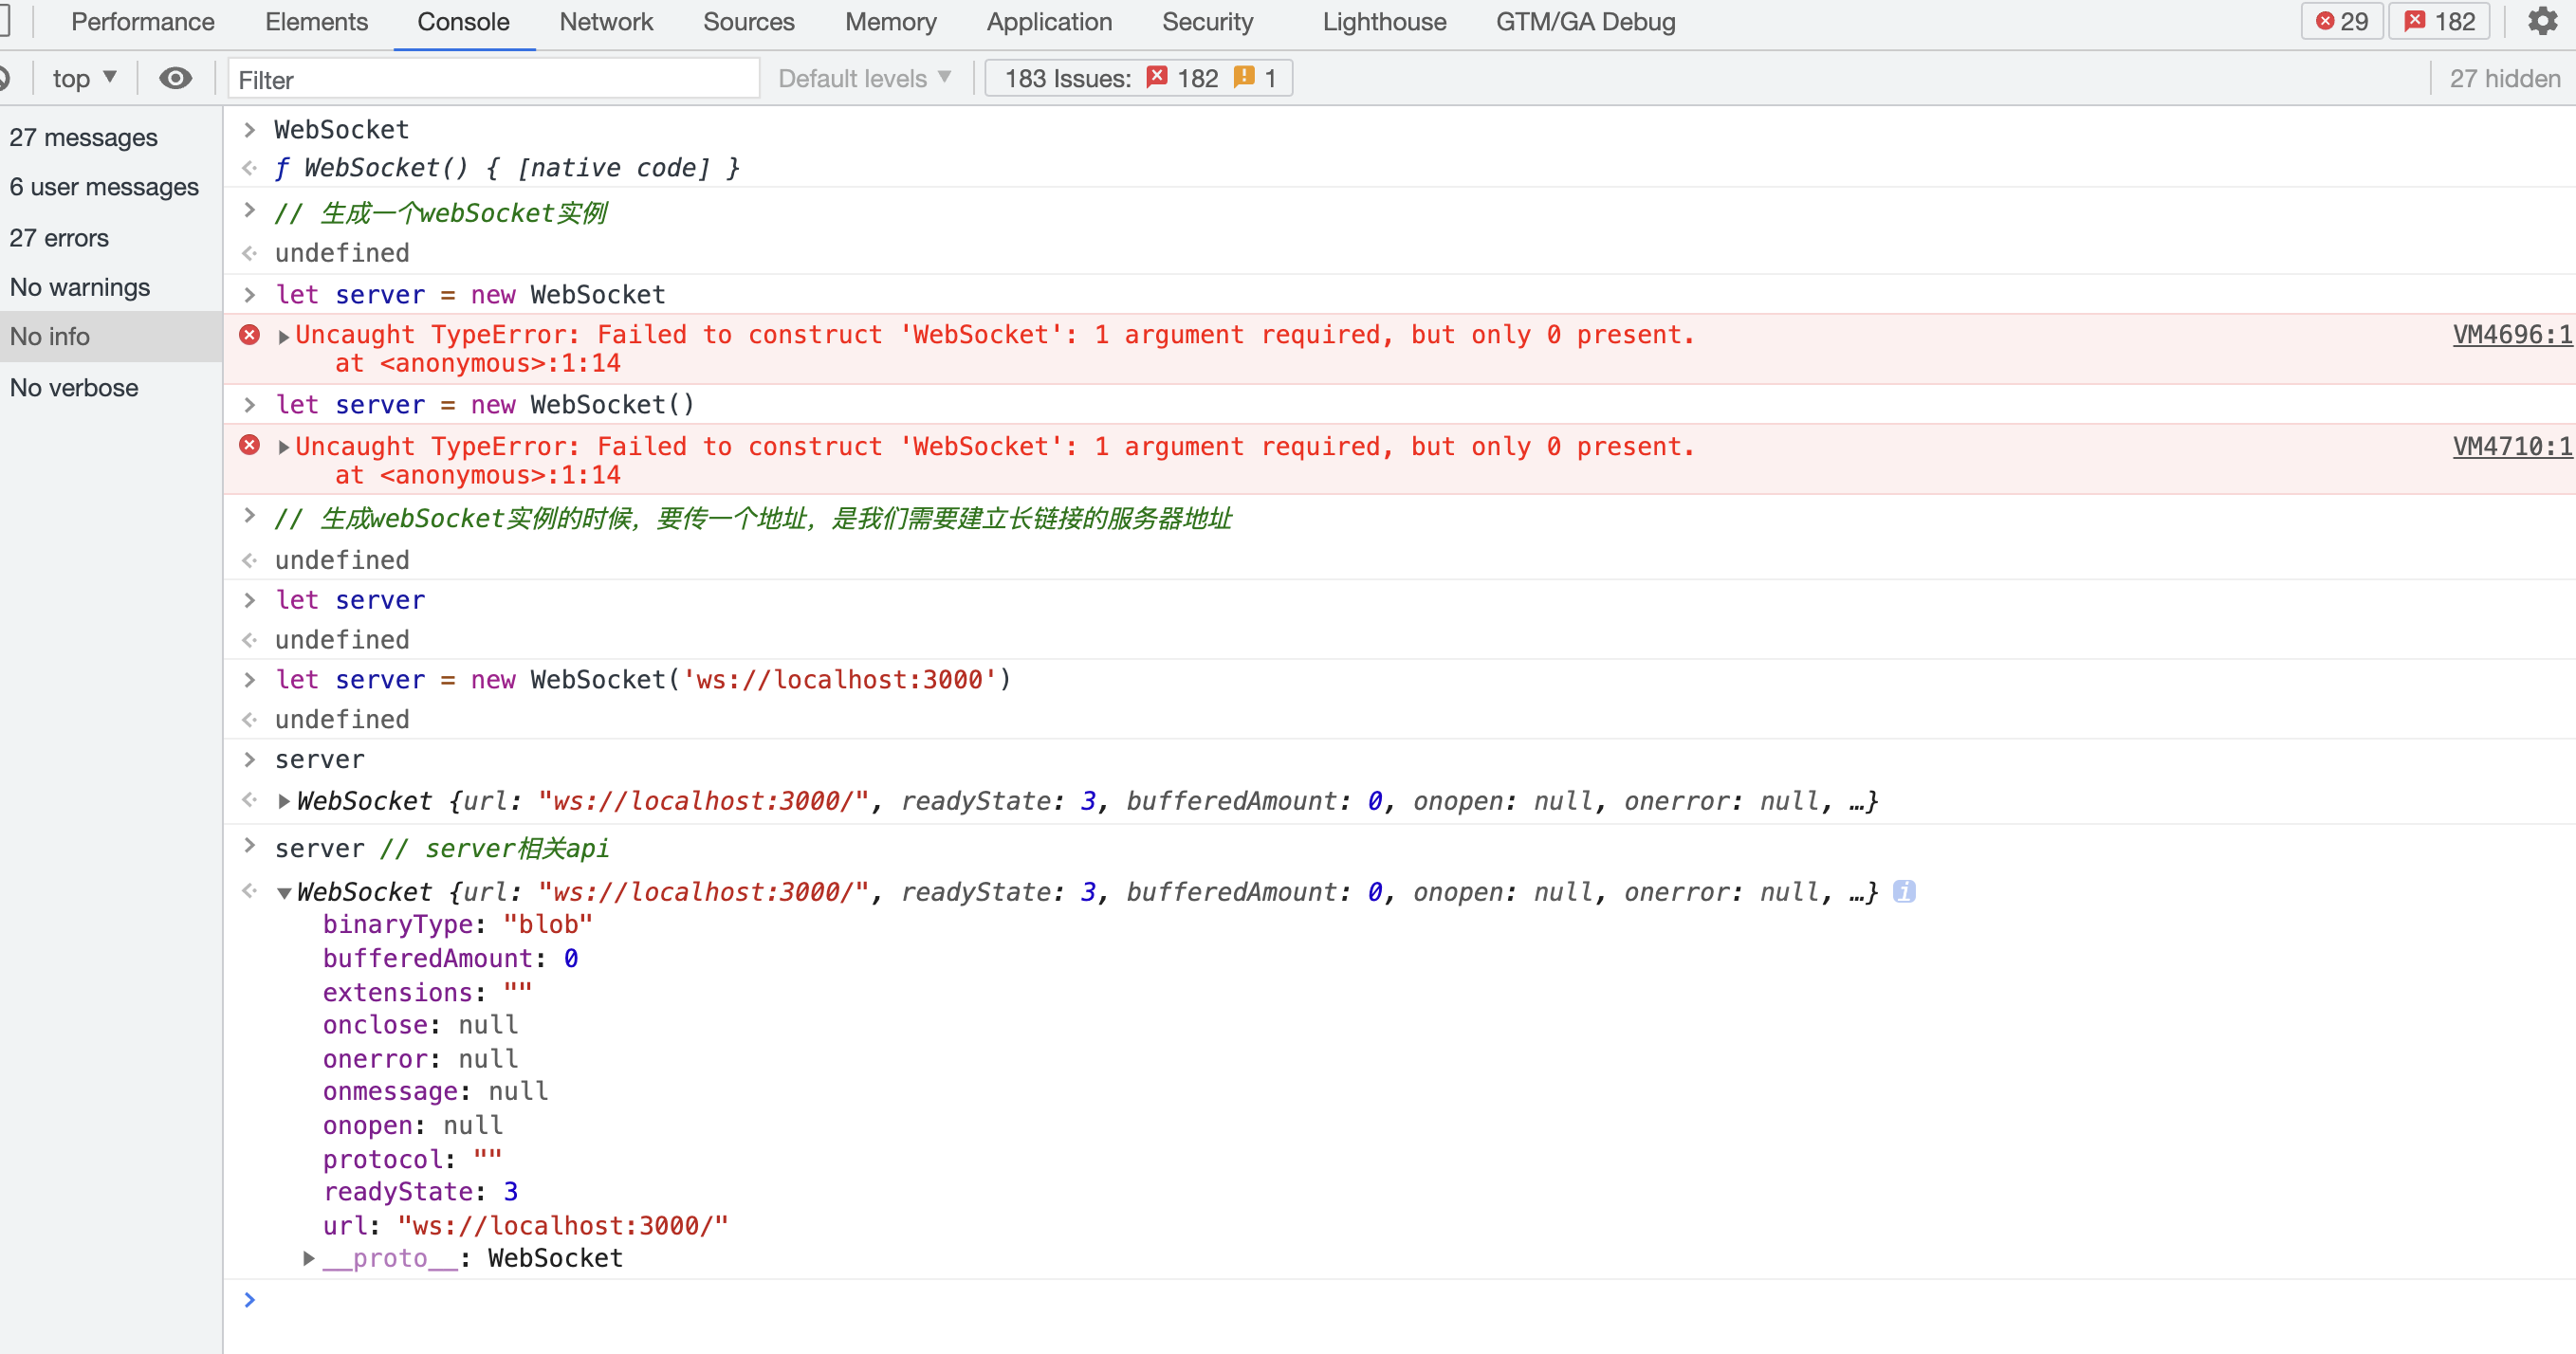 Performance Elements Console Network Sources Memory Application Security Lighthouse GTM/GA Debug 29 182
top Filter Default levels 183 Issues: 182 1 27 hidden
27 messages
6 user messages
27 errors
No warnings
No info
No verbose
> WebSocket
ƒ WebSocket() { [native code] }
> // 生成一个webSocket实例
undefined
> let server = new WebSocket
Uncaught TypeError: Failed to construct 'WebSocket': 1 argument required, but only 0 present. VM4696:1
at <anonymous>:1:14
> let server = new WebSocket()
Uncaught TypeError: Failed to construct 'WebSocket': 1 argument required, but only 0 present. VM4710:1
at <anonymous>:1:14
> // 生成webSocket实例的时候，要传一个地址，是我们需要建立长链接的服务器地址
undefined
> let server
undefined
> let server = new WebSocket('ws://localhost:3000')
undefined
> server
WebSocket {url: "ws://localhost:3000/", readyState: 3, bufferedAmount: 0, onopen: null, onerror: null, …}
> server // server相关api
WebSocket {url: "ws://localhost:3000/", readyState: 3, bufferedAmount: 0, onopen: null, onerror: null, …} i
binaryType: "blob"
bufferedAmount: 0
extensions: ""
onclose: null
onerror: null
onmessage: null
onopen: null
protocol: ""
readyState: 3
url: "ws://localhost:3000/"
__proto__: WebSocket
>